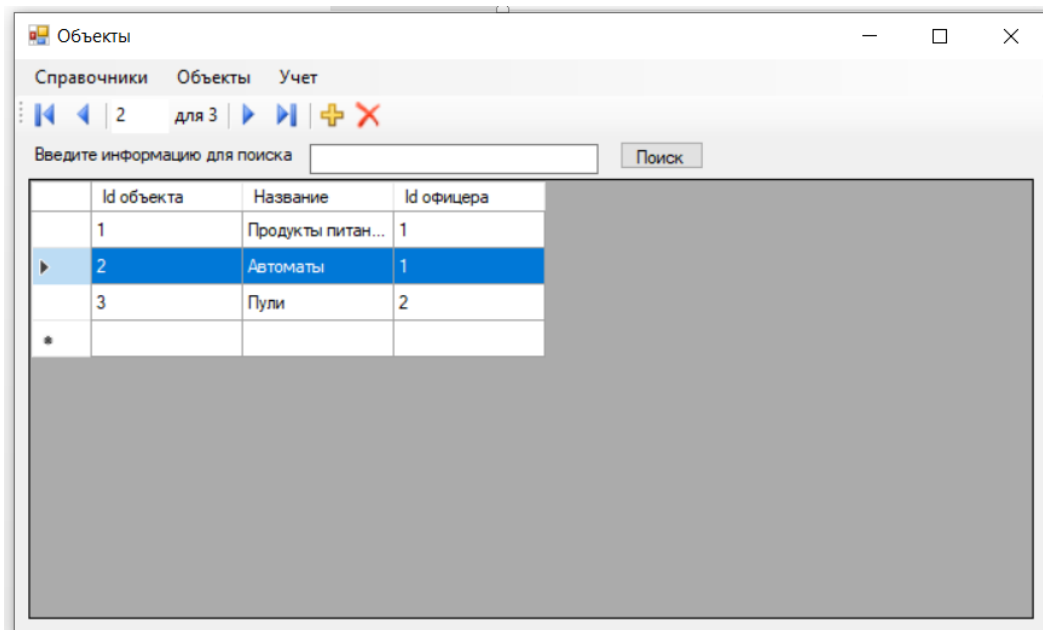 Объекты
Справочники Объекты Учет
2 для 3
Введите информацию для поиска Поиск
Id объекта Название Id офицера
1 Продукты питан... 1
2 Автоматы 1
3 Пули 2